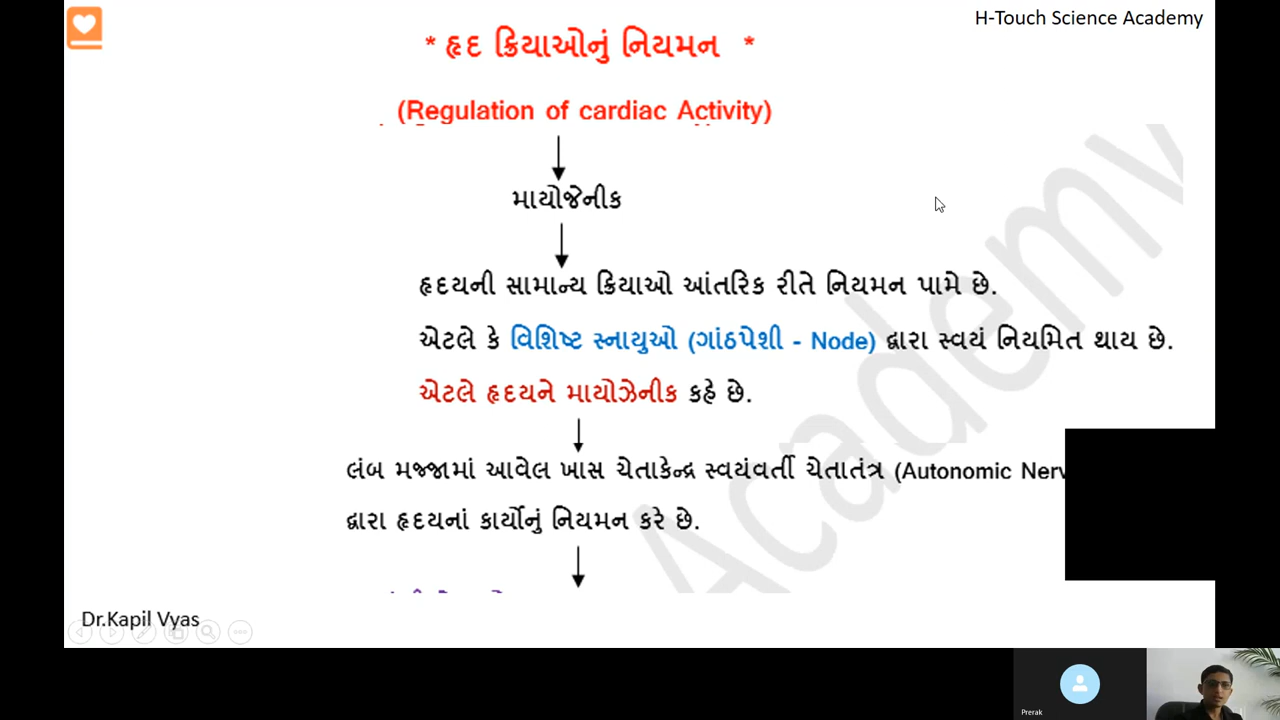 H-Touch Science Academy
* હૃદ ક્રિયાઓનું નિયમન *
(Regulation of cardiac Activity)
માયોજેનીક
હૃદયની સામાન્ય ક્રિયાઓ આંતરિક રીતે નિયમન પામે છે.
એટલે કે વિશિષ્ટ સ્નાયુઓ (ગાંઠપેશી - Node) દ્વારા સ્વયં નિયમિત થાય છે.
એટલે હૃદયને માયોઝેનીક કહે છે.
લંબ મજ્જામાં આવેલ ખાસ ચેતાકેન્દ્ર સ્વયંવર્તી ચેતાતંત્ર (Autonomic
દ્વારા હૃદયનાં કાર્યોનું નિયમન કરે છે.
Academy
Dr.Kapil Vyas
Prerak